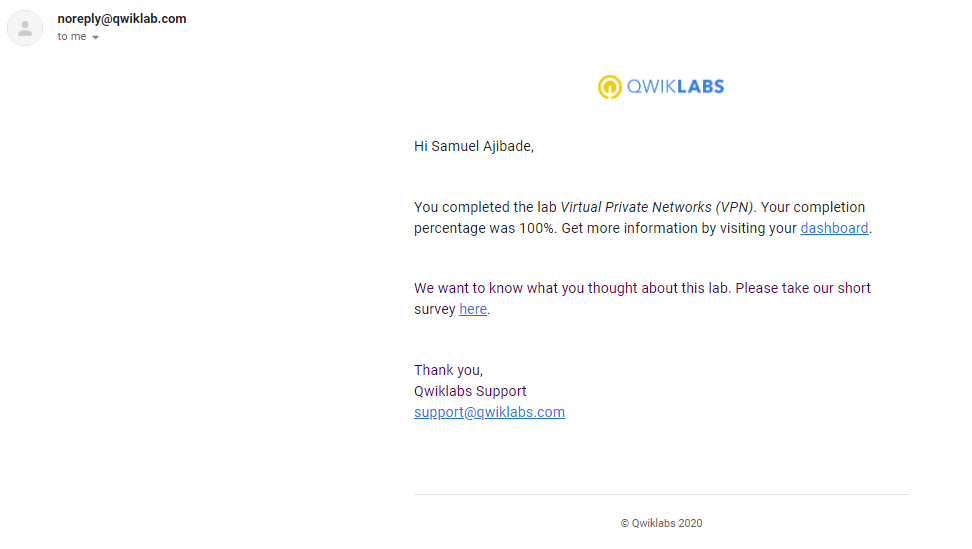 noreply@qwiklab.com
to me
QWIKLABS
Hi Samuel Ajibade,
You completed the lab Virtual Private Networks (VPN). Your completion
percentage was 100%. Get more information by visiting your dashboard.
We want to know what you thought about this lab. Please take our short
survey here.
Thank you,
Qwiklabs Support
support@qwiklabs.com
© Qwiklabs 2020